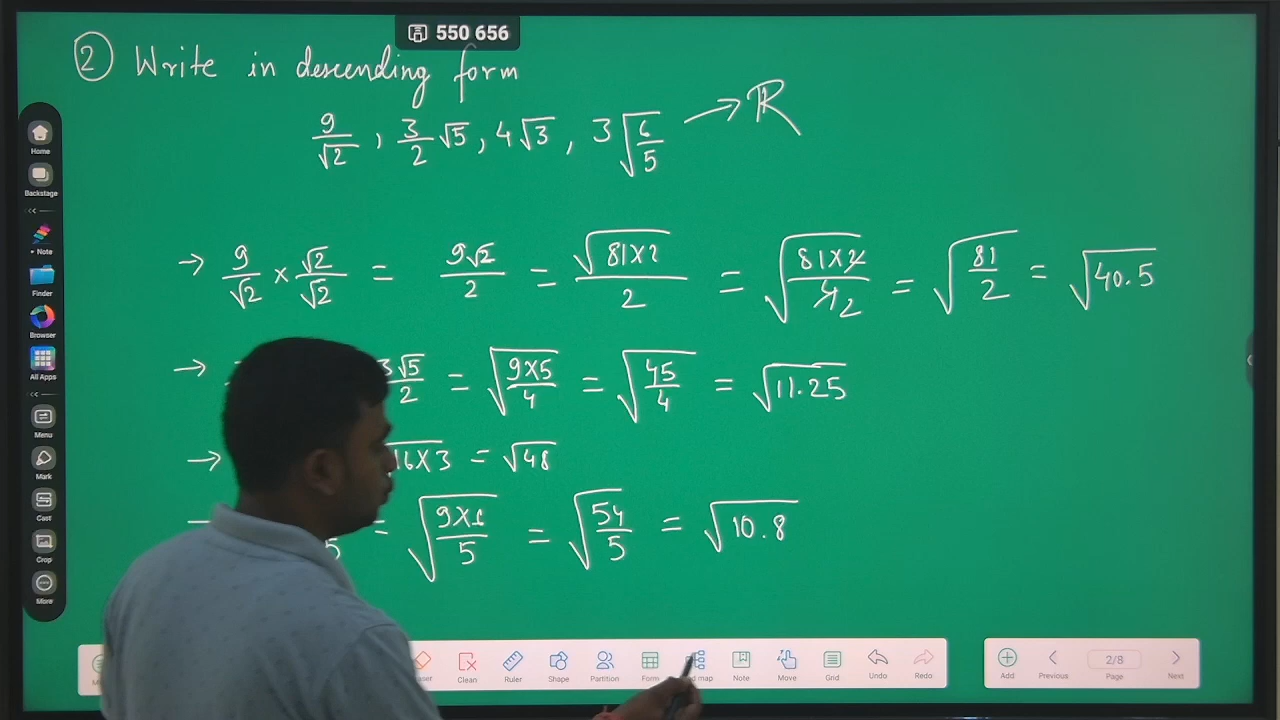 550 656
② Write in descending form
9/√2 , 3/2 √5 , 4√3 , 3√(6/5) → ℝ
→ 9/√2 × √2/√2 = 9√2/2 = √(81×2)/2 = √(81×2/4 2) = √(81/2) = √40.5
→ 3√5/2 = √(9×5/4) = √(45/4) = √11.25
→ 16×3 = √48
5 = √(9×6/5) = √(54/5) = √10.8
Home
Backstage
Note
Finder
Browser
All Apps
Menu
Mark
Cast
Crop
More
Clean
Ruler
Shape
Partition
Form
Note
Move
Grid
Undo
Redo
Add
Previous
2/8
Page
Next